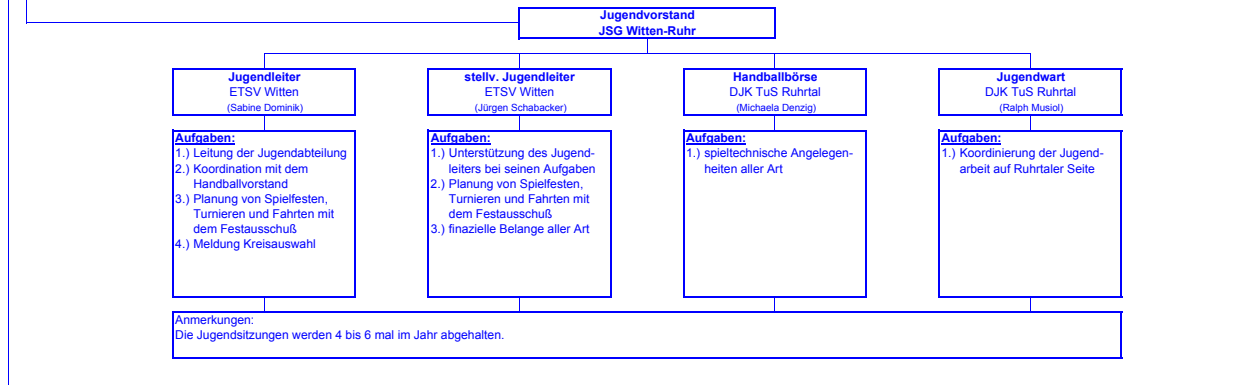 Jugendvorstand
JSG Witten-Ruhr
Jugendleiter
ETSV Witten
(Sabine Dominik)
Aufgaben:
1.) Leitung der Jugendabteilung
2.) Koordination mit dem
Handballvorstand
3.) Planung von Spielfesten,
Turnieren und Fahrten mit
dem Festausschuß
4.) Meldung Kreisauswahl
stellv. Jugendleiter
ETSV Witten
(Jürgen Schabacker)
Aufgaben:
1.) Unterstützung des Jugend-
leiters bei seinen Aufgaben
2.) Planung von Spielfesten,
Turnieren und Fahrten mit
dem Festausschuß
3.) finazielle Belange aller Art
Handballbörse
DJK TuS Ruhrtal
(Michaela Denzig)
Aufgaben:
1.) spieltechnische Angelegen-
heiten aller Art
Jugendwart
DJK TuS Ruhrtal
(Ralph Musiol)
Aufgaben:
1.) Koordinierung der Jugend-
arbeit auf Ruhrtaler Seite
Anmerkungen:
Die Jugendsitzungen werden 4 bis 6 mal im Jahr abgehalten.